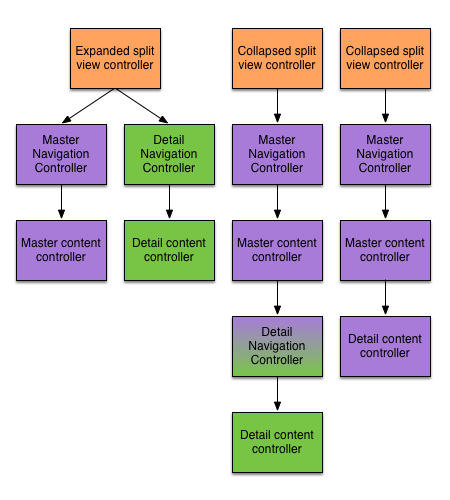 Expanded split
view controller
Master
Navigation
Controller
Detail
Navigation
Controller
Master content
controller
Detail content
controller
Collapsed split
view controller
Master
Navigation
Controller
Master content
controller
Detail
Navigation
Controller
Detail content
controller
Collapsed split
view controller
Master
Navigation
Controller
Master content
controller
Detail content
controller